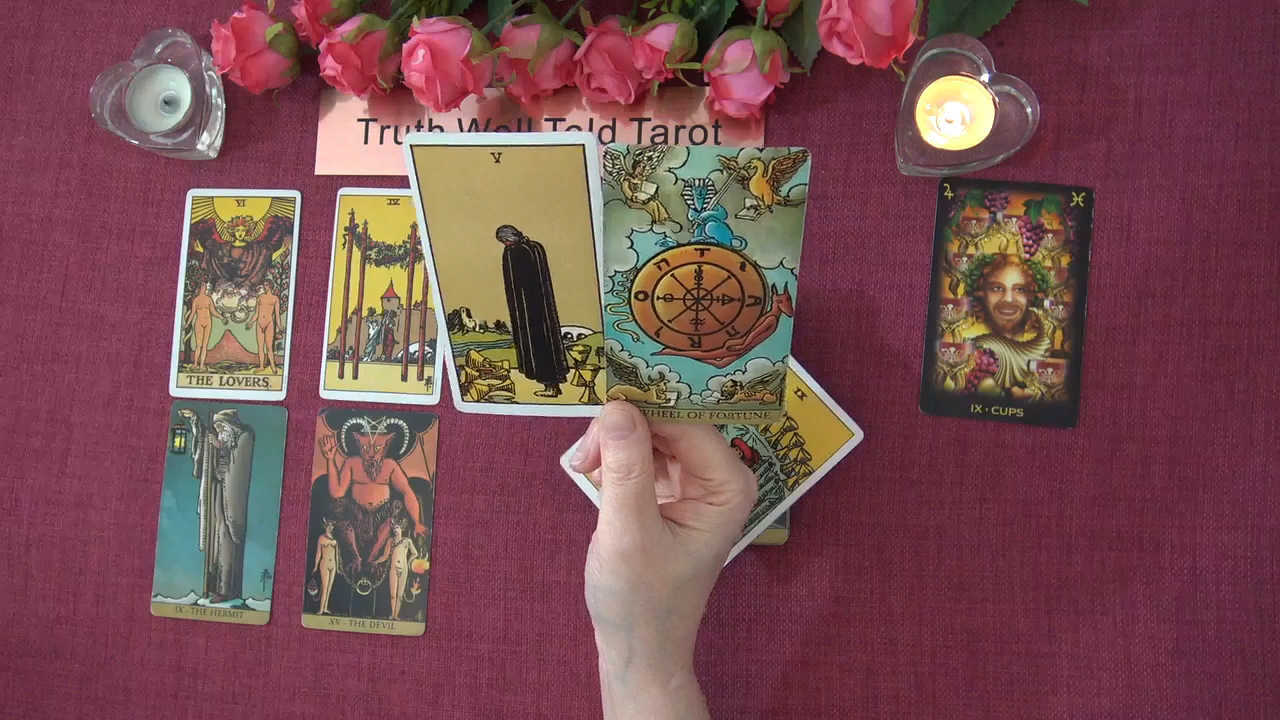 Truth Well Told Tarot
VI
THE LOVERS.
IV
V
WHEEL OF FORTUNE
IX
IX · CUPS
IX - THE HERMIT
XV - THE DEVIL